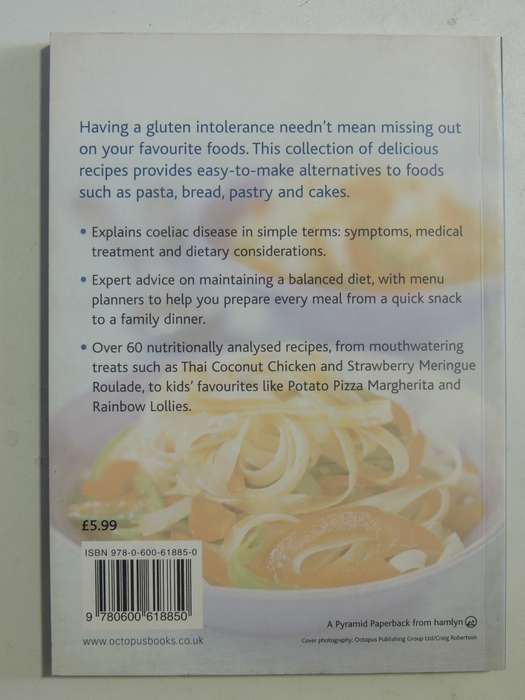 Having a gluten intolerance needn't mean missing out
on your favourite foods. This collection of delicious
recipes provides easy-to-make alternatives to foods
such as pasta, bread, pastry and cakes.
• Explains coeliac disease in simple terms: symptoms, medical
treatment and dietary considerations.
• Expert advice on maintaining a balanced diet, with menu
planners to help you prepare every meal from a quick snack
to a family dinner.
• Over 60 nutritionally analysed recipes, from mouthwatering
treats such as Thai Coconut Chicken and Strawberry Meringue
Roulade, to kids' favourites like Potato Pizza Margherita and
Rainbow Lollies.
£5.99
ISBN 978-0-600-61885-0
9 780600 618850
www.octopusbooks.co.uk
A Pyramid Paperback from hamlyn
Cover photography: Octopus Publishing Group Ltd/Craig Robertson